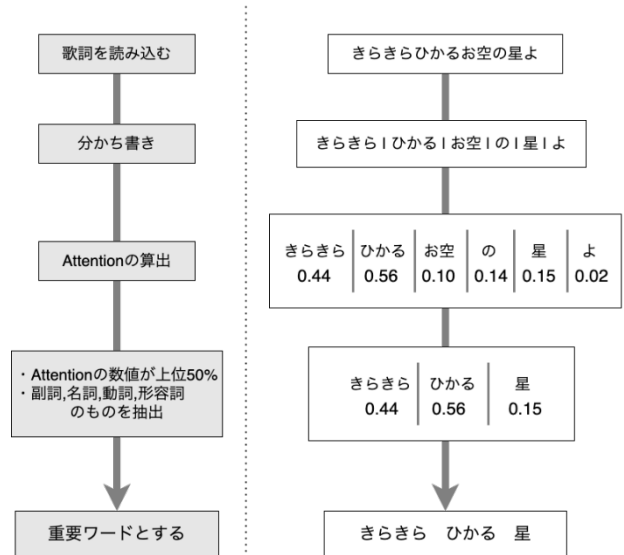 歌詞を読み込む
分かち書き
Attentionの算出
・Attentionの数値が上位50%
・副詞,名詞,動詞,形容詞
のものを抽出
重要ワードとする
きらきらひかるお空の星よ
きらきら | ひかる | お空 | の | 星 | よ
きらきら ひかる お空 の 星 よ
0.44 0.56 0.10 0.14 0.15 0.02
きらきら ひかる 星
0.44 0.56 0.15
きらきら ひかる 星